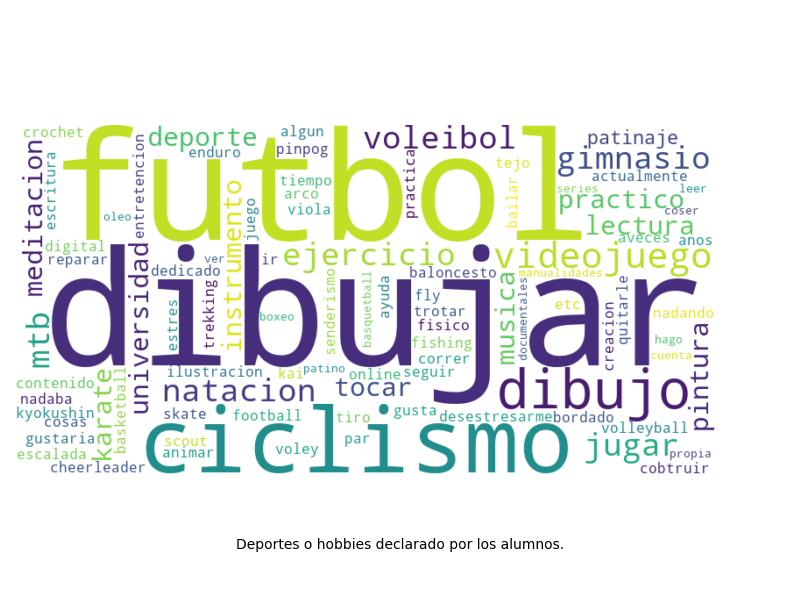 crochet
futbol
deporte
algun
voleibol
patinaje
enduro
pinpog
practica
tejo
gimnasio
meditacion
escritura
entretencion
tiempo
arco
viola
bailar
series
actualmente
leer
practico
coser
oleo
instrumento
juego
lectura
digital
reparar
universidad
ver
ir
ejercicio
videojuego
aveces
anos
dedicado
baloncesto
manualidades
dibujar
mtb
estres
trekking
boxeo
senderismo
basquetball
ayuda
fly
trotar
fisico
fishing
correr
musica
documentales
etc
creacion
quitarle
nadando
hago
cuenta
pintura
contenido
nadaba
kyokushin
cosas
gustaria
escalada
karate
basketball
ilustracion
kai
patino
online
seguir
natacion
tocar
dibujo
skate
football
tiro
gusta
desestresarme
bordado
volleyball
scout
animar
voley
par
ciclismo
jugar
propia
cheerleader
cobtruir
Deportes o hobbies declarado por los alumnos.